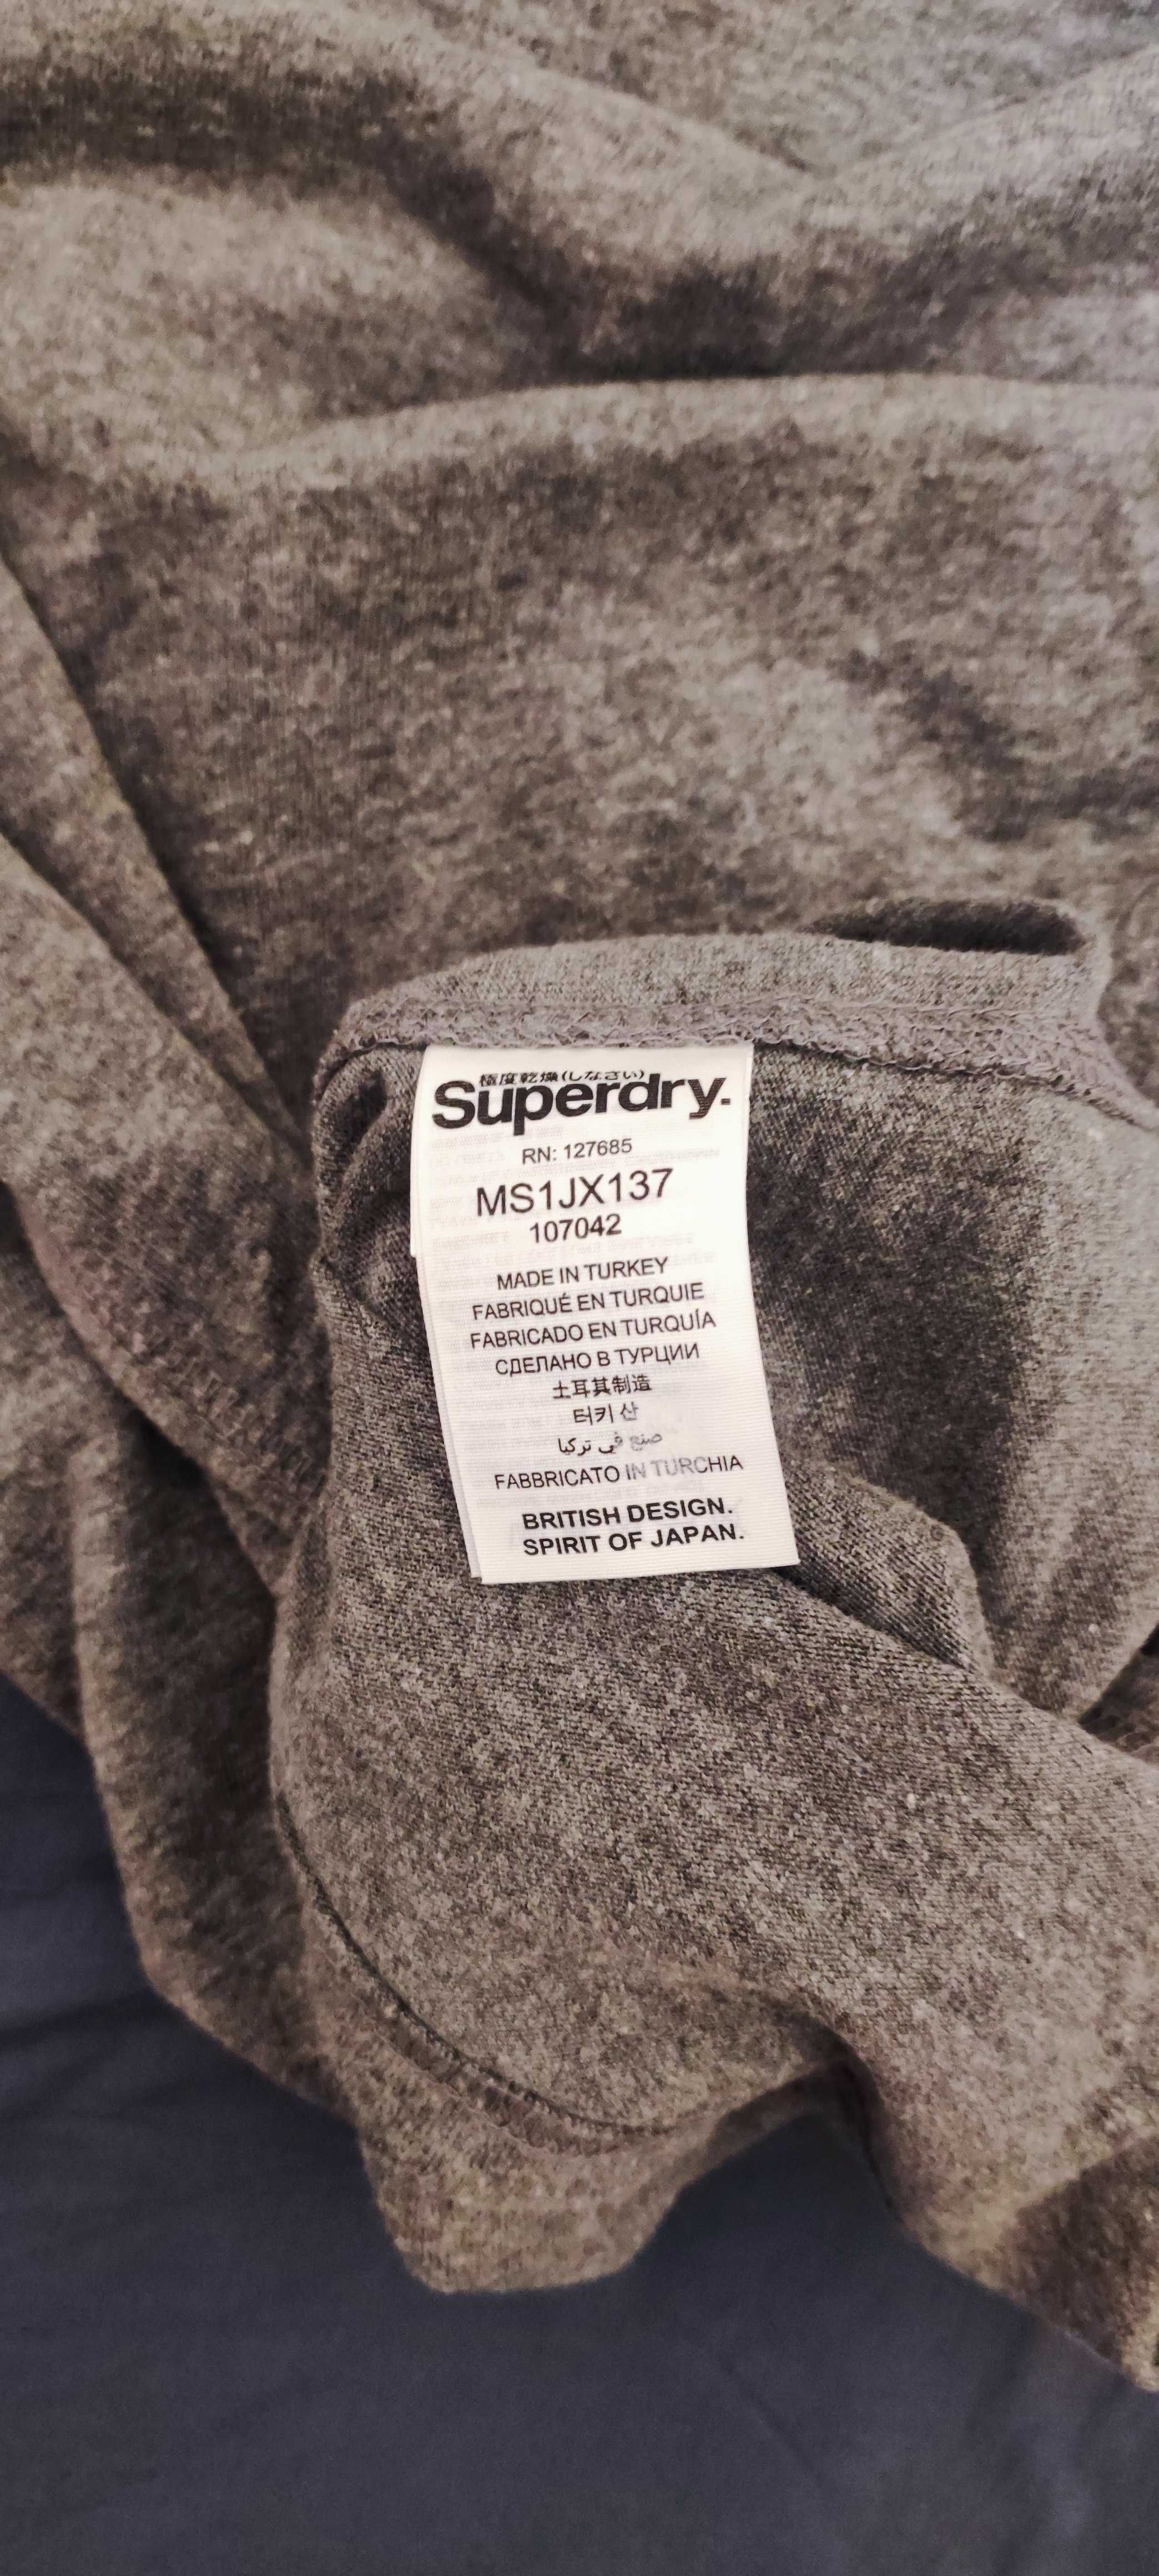 極度乾燥(しなさい)
Superdry.
RN: 127685
MS1JX137
107042
MADE IN TURKEY
FABRIQUÉ EN TURQUIE
FABRICADO EN TURQUÍA
СДЕЛАНО В ТУРЦИИ
土耳其制造
터키 산
صنع في تركيا
FABBRICATO IN TURCHIA
BRITISH DESIGN.
SPIRIT OF JAPAN.